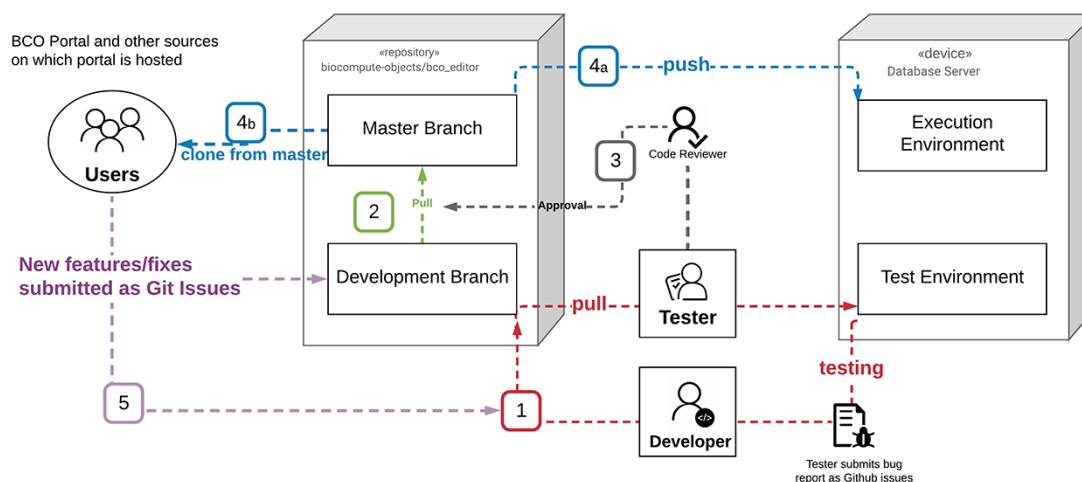 BCO Portal and other sources
on which portal is hosted
«repository»
biocompute-objects/bco_editor
«device»
Database Server
4a
push
4b
Master Branch
clone from master
Users
Execution
Environment
Code Reviewer
3
2
Pull
Approval
New features/fixes
submitted as Git Issues
Development Branch
pull
Tester
Test Environment
testing
5
1
Developer
</>
Tester submits bug
report as Github issues